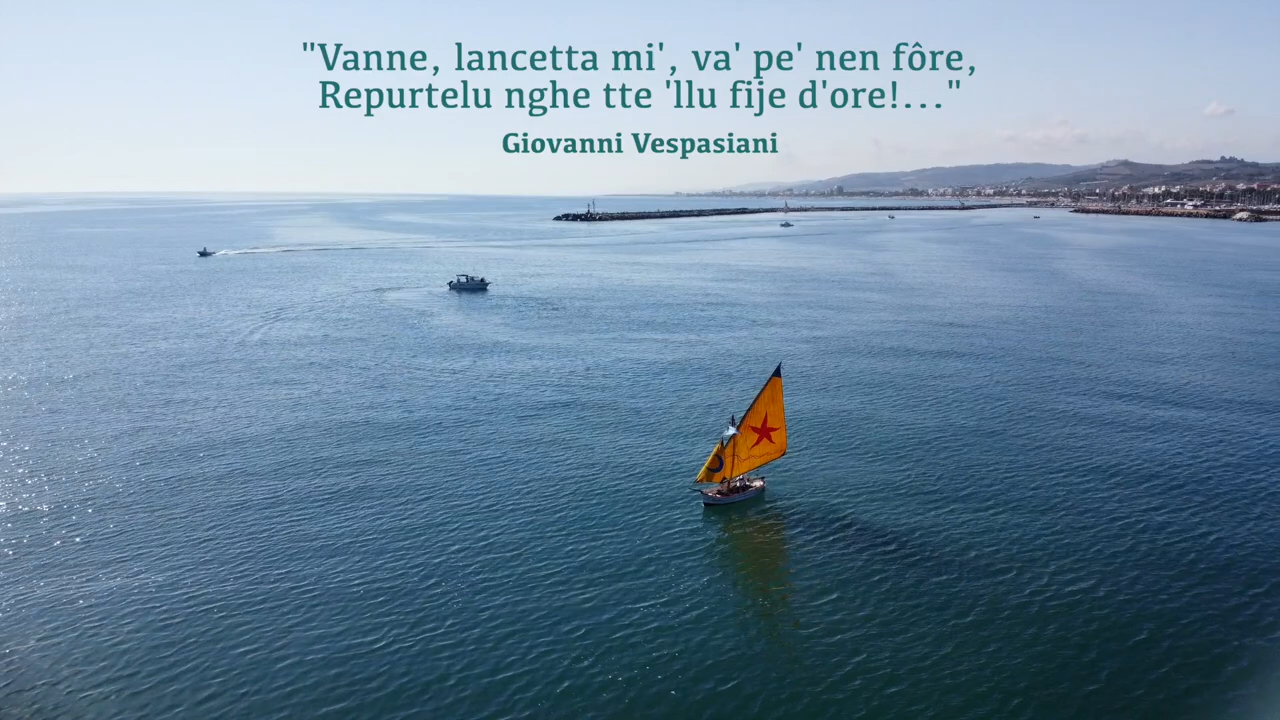 "Vanne, lancetta mi', va' pe' nen fôre,
Repurtelu nghe tte 'llu fije d'ore!..."
Giovanni Vespasiani